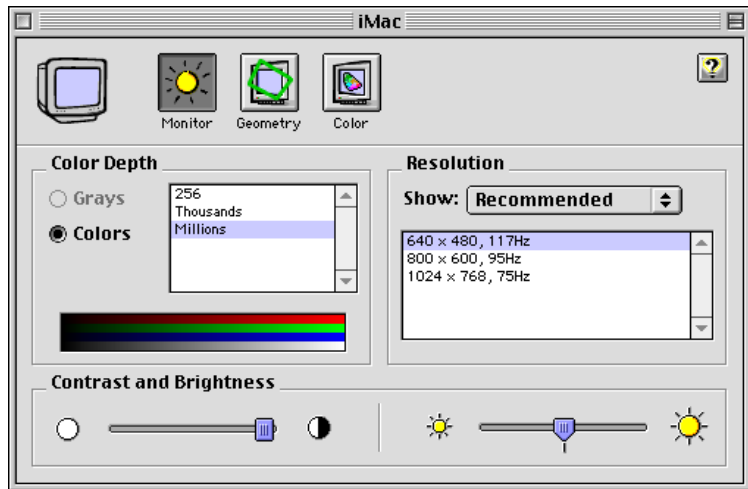 iMac
?
Monitor
Geometry
Color
Color Depth
Grays
Colors
256
Thousands
Millions
Resolution
Show: Recommended
640 × 480, 117Hz
800 × 600, 95Hz
1024 × 768, 75Hz
Contrast and Brightness